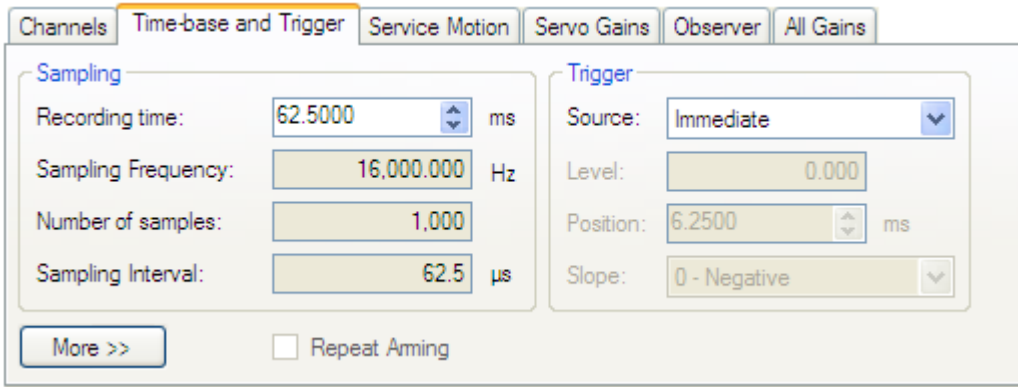 Channels Time-base and Trigger Service Motion Servo Gains Observer All Gains
Sampling
Recording time: 62.5000 ms
Sampling Frequency: 16,000.000 Hz
Number of samples: 1,000
Sampling Interval: 62.5 µs
Trigger
Source: Immediate
Level: 0.000
Position: 6.2500 ms
Slope: 0 - Negative
More >> Repeat Arming